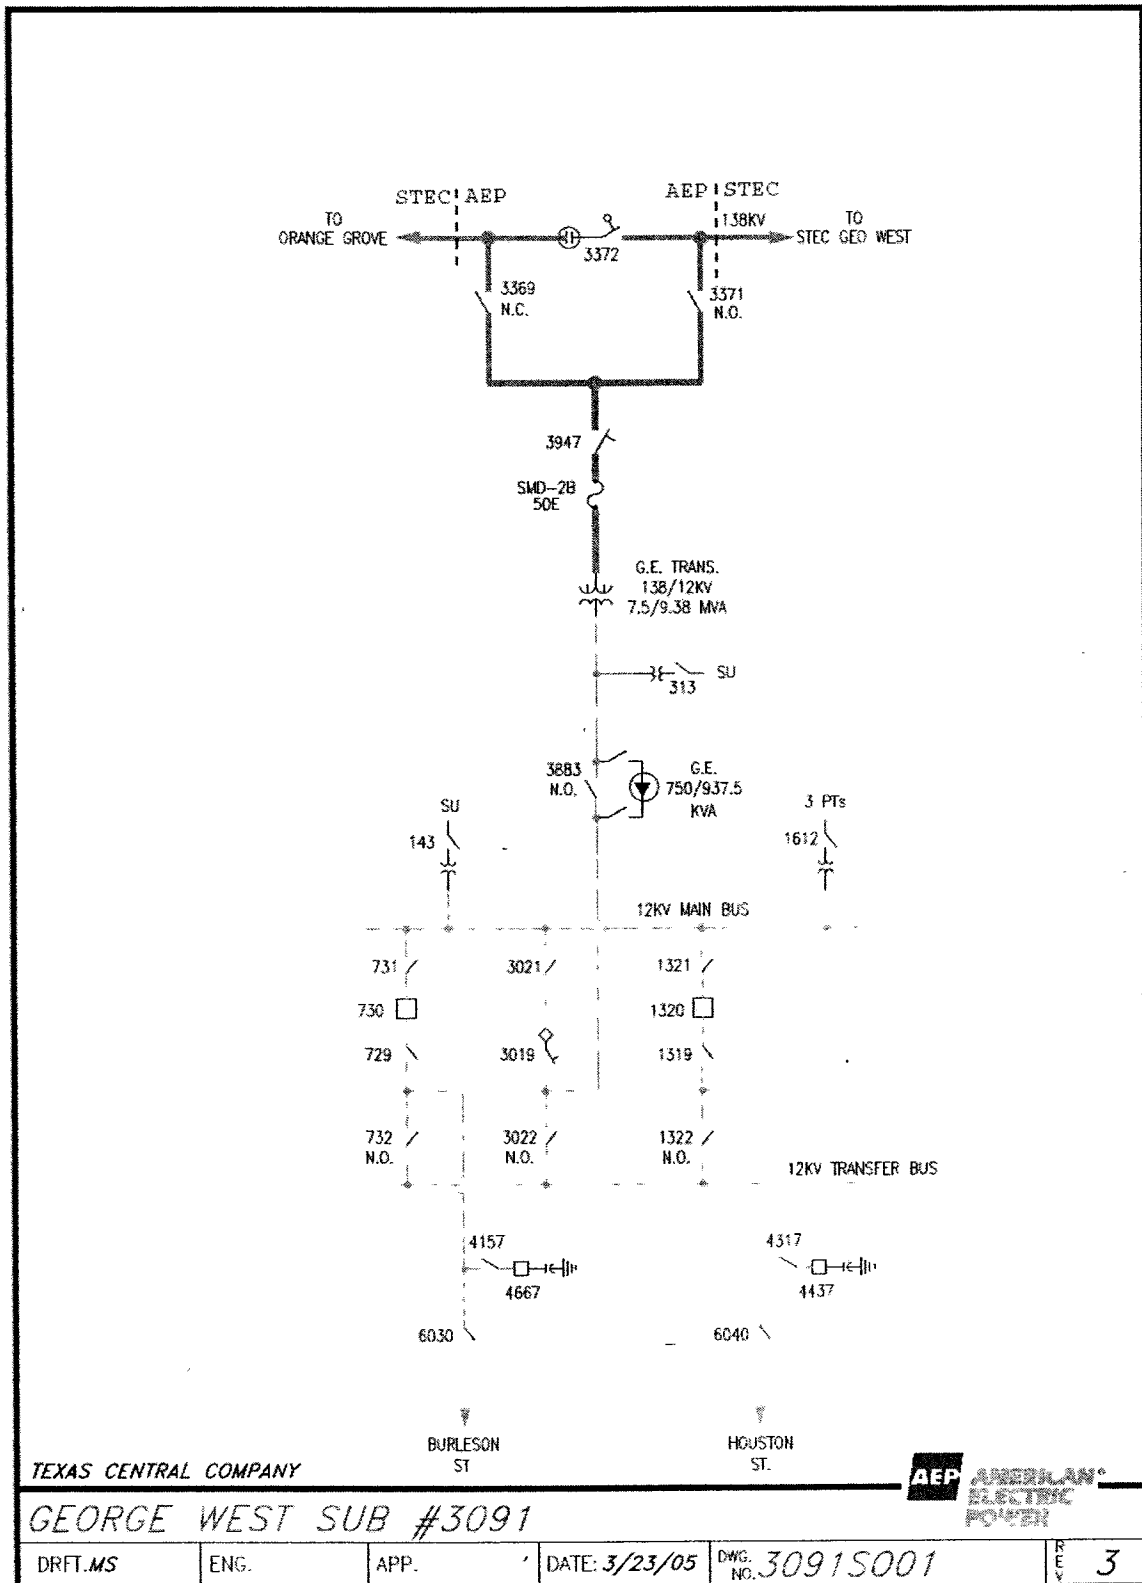 STEC AEP
AEP STEC
TO
ORANGE GROVE
138KV
TO
STEC GEO WEST
3372
3369
N.C.
3371
N.O.
3947
SMD-2B
50E
G.E. TRANS.
138/12KV
7.5/9.38 MVA
313
SU
3883
N.O.
G.E.
750/937.5
KVA
SU
143
3 PTs
1612
12KV MAIN BUS
731
3021
1321
730
1320
729
3019
1319
732
N.O.
3022
N.O.
1322
N.O.
12KV TRANSFER BUS
4157
4667
4317
4437
6030
6040
BURLESON
ST
HOUSTON
ST.
TEXAS CENTRAL COMPANY
AEP AMERICAN®
ELECTRIC
POWER
GEORGE WEST SUB #3091
DRFT.MS
ENG.
APP.
DATE: 3/23/05
DWG. NO. 3091S001
REV 3